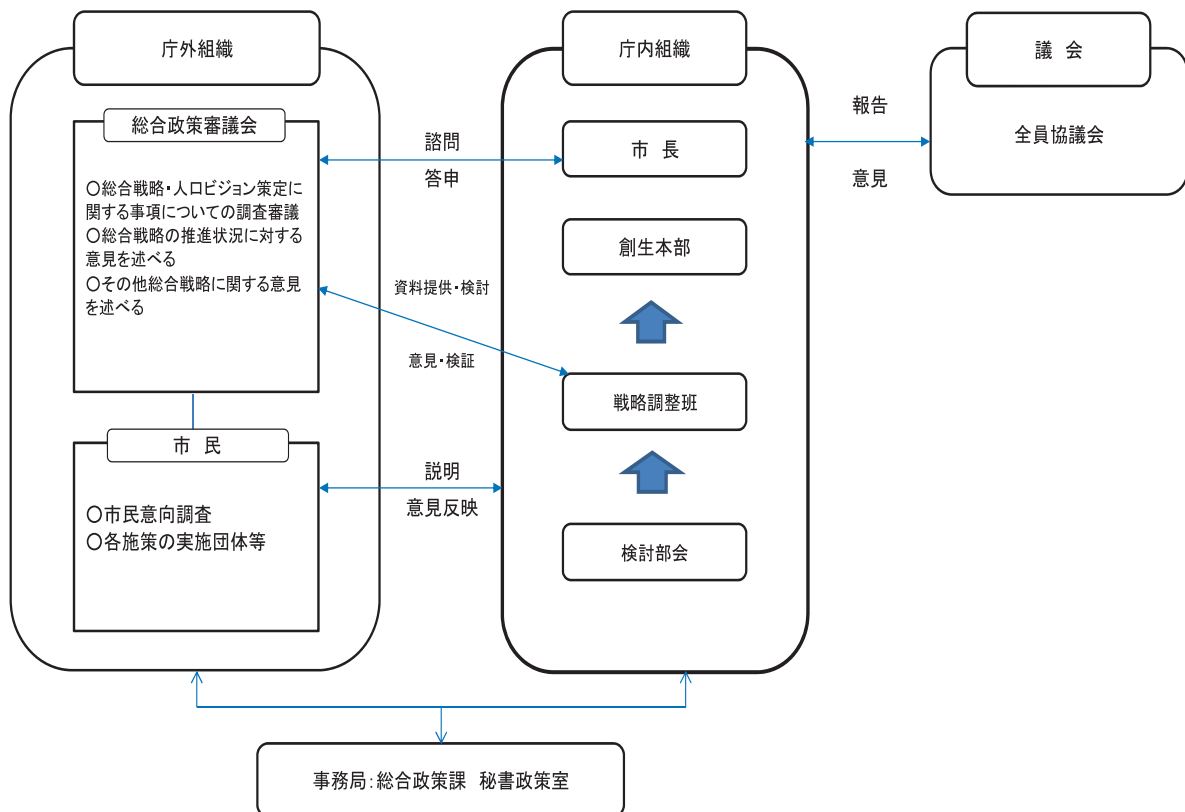 庁外組織
総合政策審議会
○総合戦略・人口ビジョン策定に
関する事項についての調査審議
○総合戦略の推進状況に対する
意見を述べる
○その他総合戦略に関する意見
を述べる
市 民
○市民意向調査
○各施策の実施団体等
諮問
答申
資料提供・検討
意見・検証
説明
意見反映
庁内組織
市 長
創生本部
戦略調整班
検討部会
報告
意見
議 会
全員協議会
事務局:総合政策課 秘書政策室